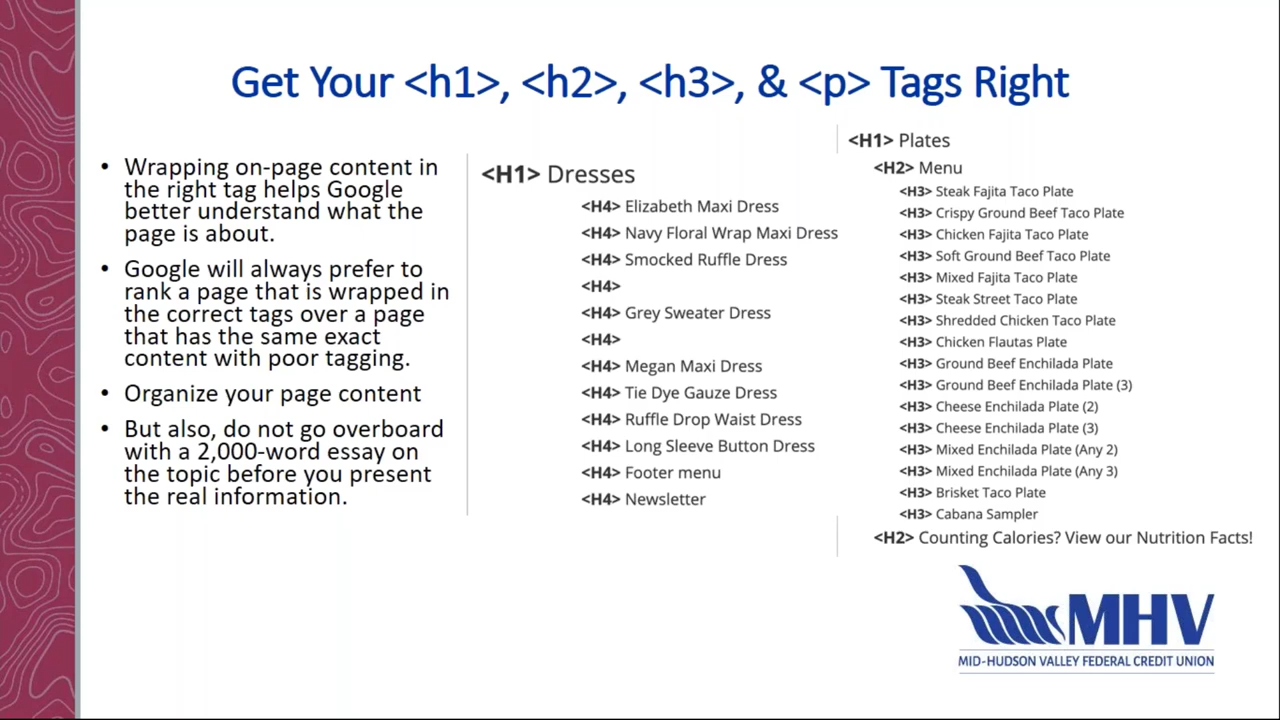 Get Your <h1>, <h2>, <h3>, & <p> Tags Right
• Wrapping on-page content in
the right tag helps Google
better understand what the
page is about.
• Google will always prefer to
rank a page that is wrapped in
the correct tags over a page
that has the same exact
content with poor tagging.
• Organize your page content
• But also, do not go overboard
with a 2,000-word essay on
the topic before you present
the real information.
<H1> Dresses
<H4> Elizabeth Maxi Dress
<H4> Navy Floral Wrap Maxi Dress
<H4> Smocked Ruffle Dress
<H4>
<H4> Grey Sweater Dress
<H4>
<H4> Megan Maxi Dress
<H4> Tie Dye Gauze Dress
<H4> Ruffle Drop Waist Dress
<H4> Long Sleeve Button Dress
<H4> Footer menu
<H4> Newsletter
<H1> Plates
<H2> Menu
<H3> Steak Fajita Taco Plate
<H3> Crispy Ground Beef Taco Plate
<H3> Chicken Fajita Taco Plate
<H3> Soft Ground Beef Taco Plate
<H3> Mixed Fajita Taco Plate
<H3> Steak Street Taco Plate
<H3> Shredded Chicken Taco Plate
<H3> Chicken Flautas Plate
<H3> Ground Beef Enchilada Plate
<H3> Ground Beef Enchilada Plate (3)
<H3> Cheese Enchilada Plate (2)
<H3> Cheese Enchilada Plate (3)
<H3> Mixed Enchilada Plate (Any 2)
<H3> Mixed Enchilada Plate (Any 3)
<H3> Brisket Taco Plate
<H3> Cabana Sampler
<H2> Counting Calories? View our Nutrition Facts!
MHV
MID-HUDSON VALLEY FEDERAL CREDIT UNION